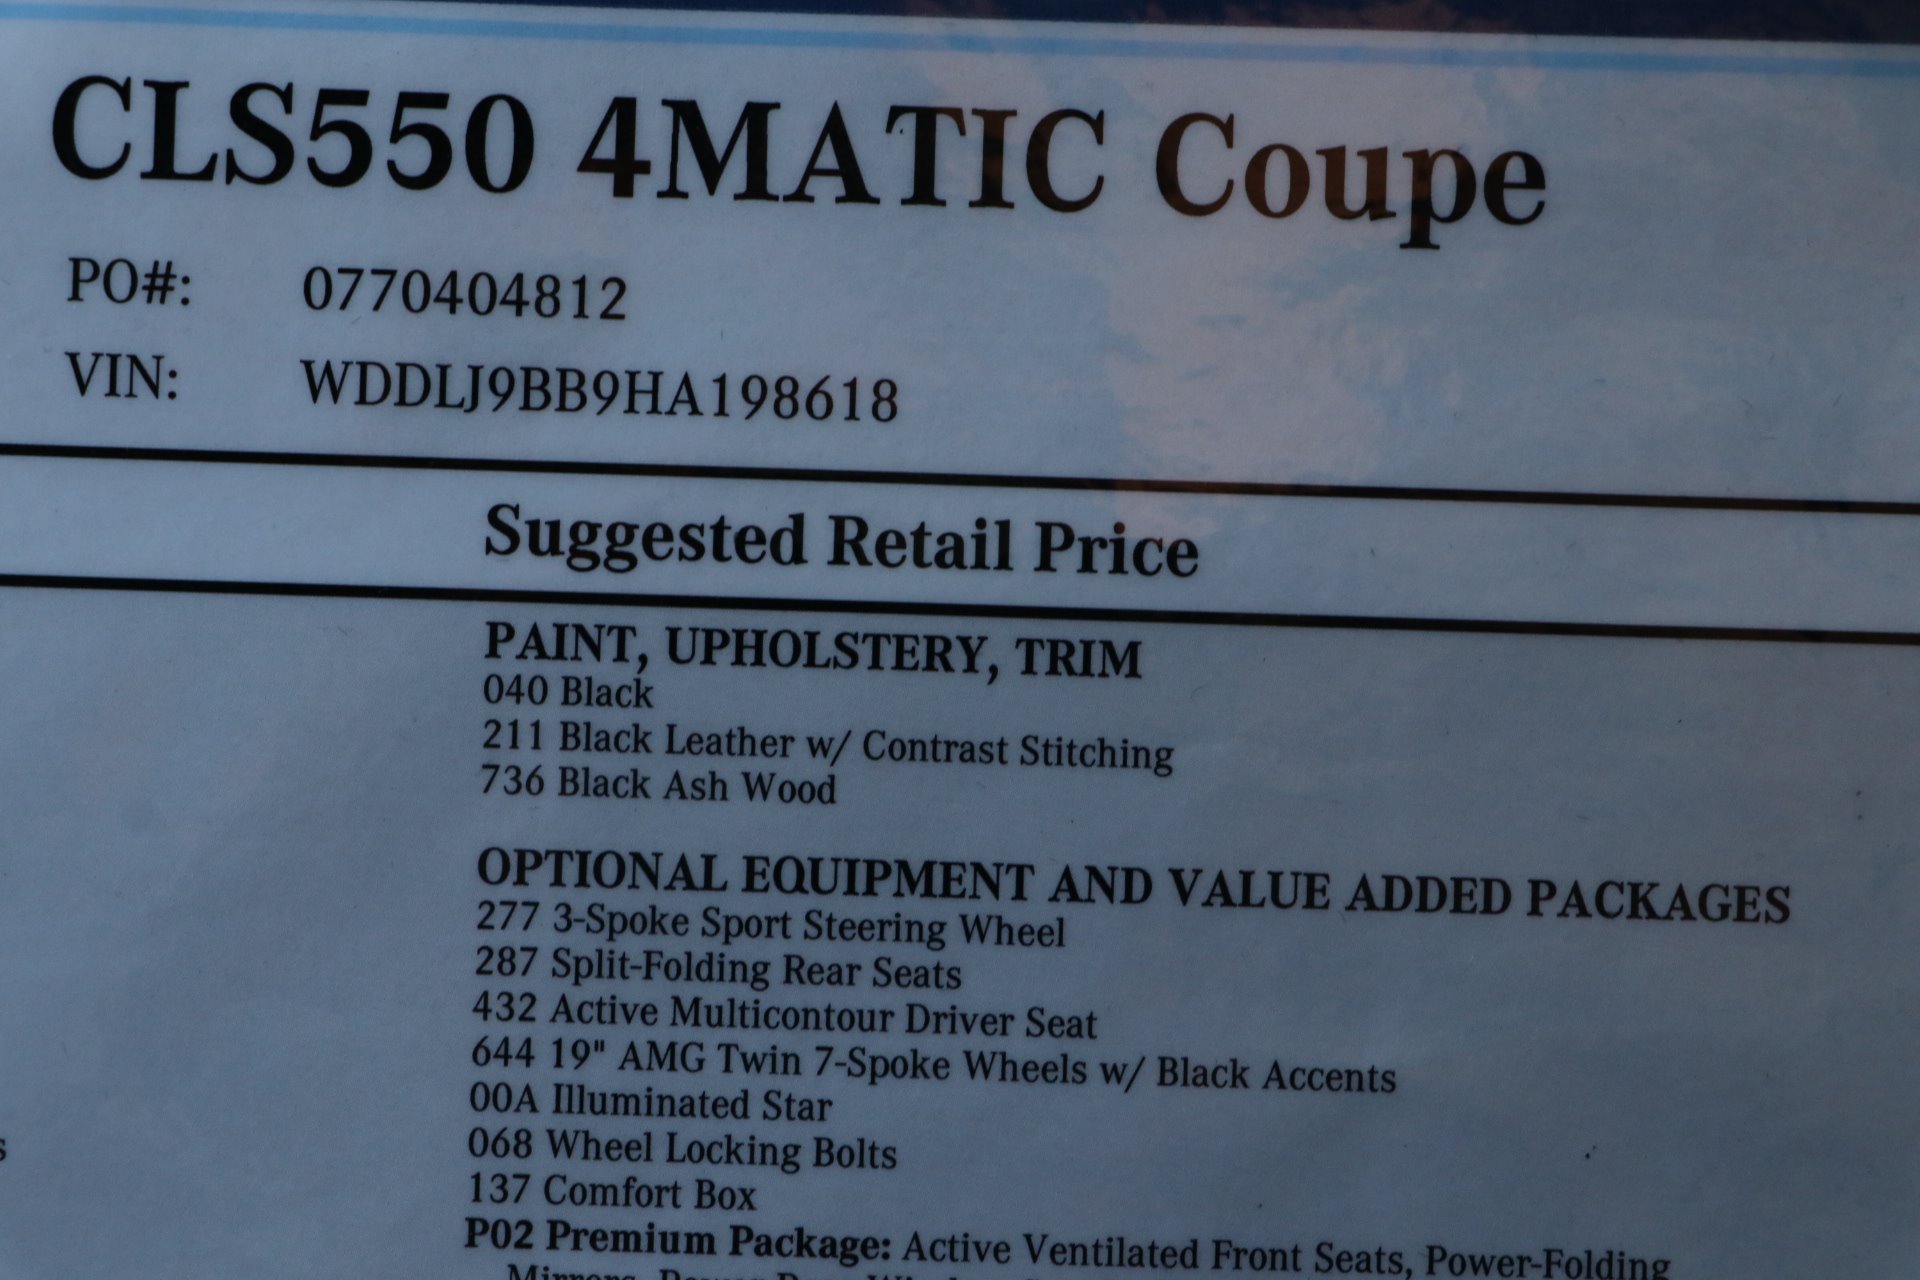 CLS550 4MATIC Coupe
PO#: 0770404812
VIN: WDDLJ9BB9HA198618
Suggested Retail Price
PAINT, UPHOLSTERY, TRIM
040 Black
211 Black Leather w/ Contrast Stitching
736 Black Ash Wood
OPTIONAL EQUIPMENT AND VALUE ADDED PACKAGES
277 3-Spoke Sport Steering Wheel
287 Split-Folding Rear Seats
432 Active Multicontour Driver Seat
644 19" AMG Twin 7-Spoke Wheels w/ Black Accents
00A Illuminated Star
068 Wheel Locking Bolts
137 Comfort Box
P02 Premium Package: Active Ventilated Front Seats, Power-Folding